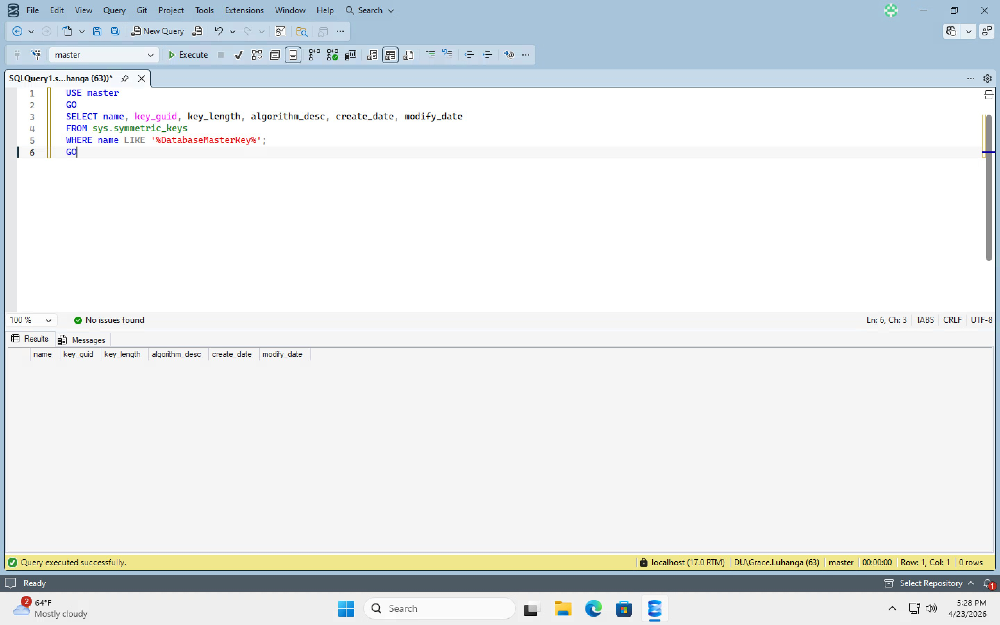 File Edit View Query Git Project Tools Extensions Window Help Search
New Query
master Execute
SQLQuery1.s...hanga (63))*
1 USE master
2 GO
3 SELECT name, key_guid, key_length, algorithm_desc, create_date, modify_date
4 FROM sys.symmetric_keys
5 WHERE name LIKE '%DatabaseMasterKey%';
6 GO
100 % No issues found Ln: 6, Ch: 3 TABS CRLF UTF-8
Results Messages
name key_guid key_length algorithm_desc create_date modify_date
Query executed successfully. localhost (17.0 RTM) DU\Grace.Luhanga (63) master 00:00:00 Row: 1, Col: 1 0 rows
Ready Select Repository 1
2 64°F
Mostly cloudy
Search
5:28 PM
4/23/2026